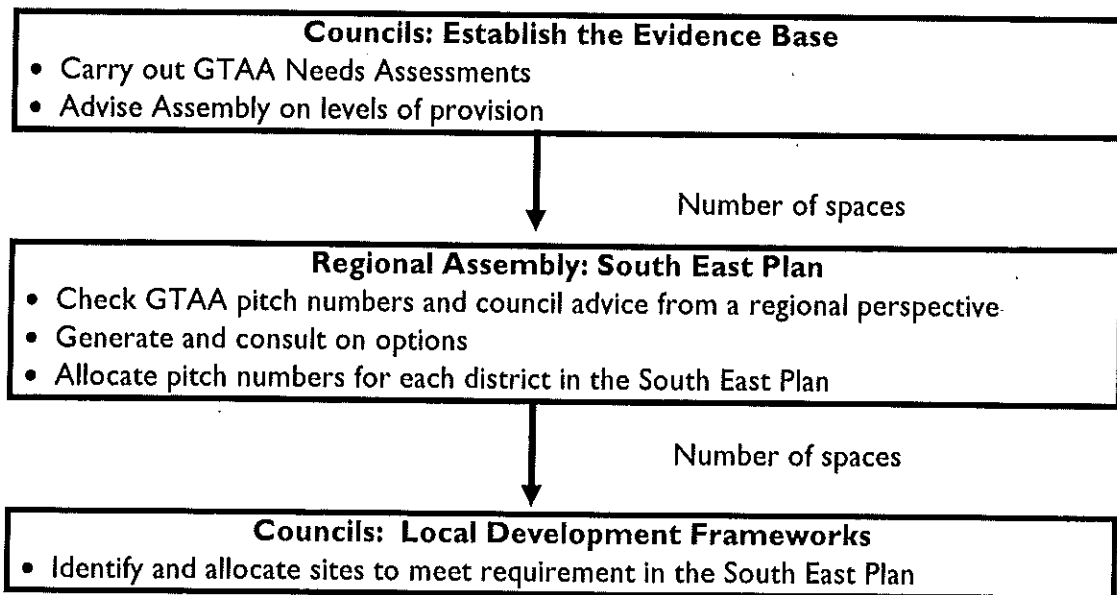 Councils: Establish the Evidence Base
• Carry out GTAA Needs Assessments
• Advise Assembly on levels of provision
Number of spaces
Regional Assembly: South East Plan
• Check GTAA pitch numbers and council advice from a regional perspective
• Generate and consult on options
• Allocate pitch numbers for each district in the South East Plan
Number of spaces
Councils: Local Development Frameworks
• Identify and allocate sites to meet requirement in the South East Plan